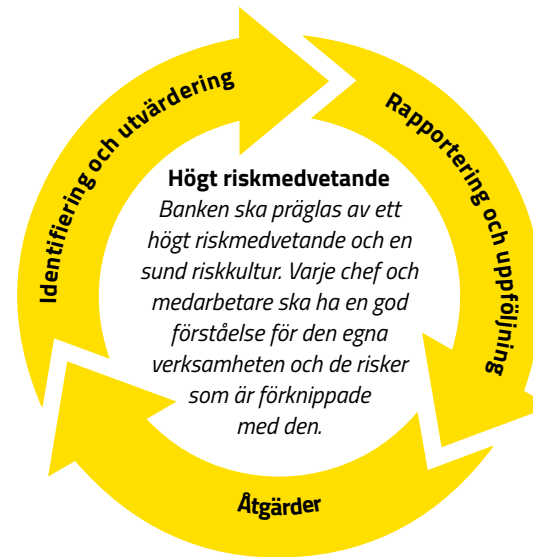 Identifiering och utvärdering
Rapportering och uppföljning
Högt riskmedvetande
Banken ska präglas av ett
högt riskmedvetande och en
sund riskkultur. Varje chef och
medarbetare ska ha en god
förståelse för den egna
verksamheten och de risker
som är förknippade
med den.
Åtgärder